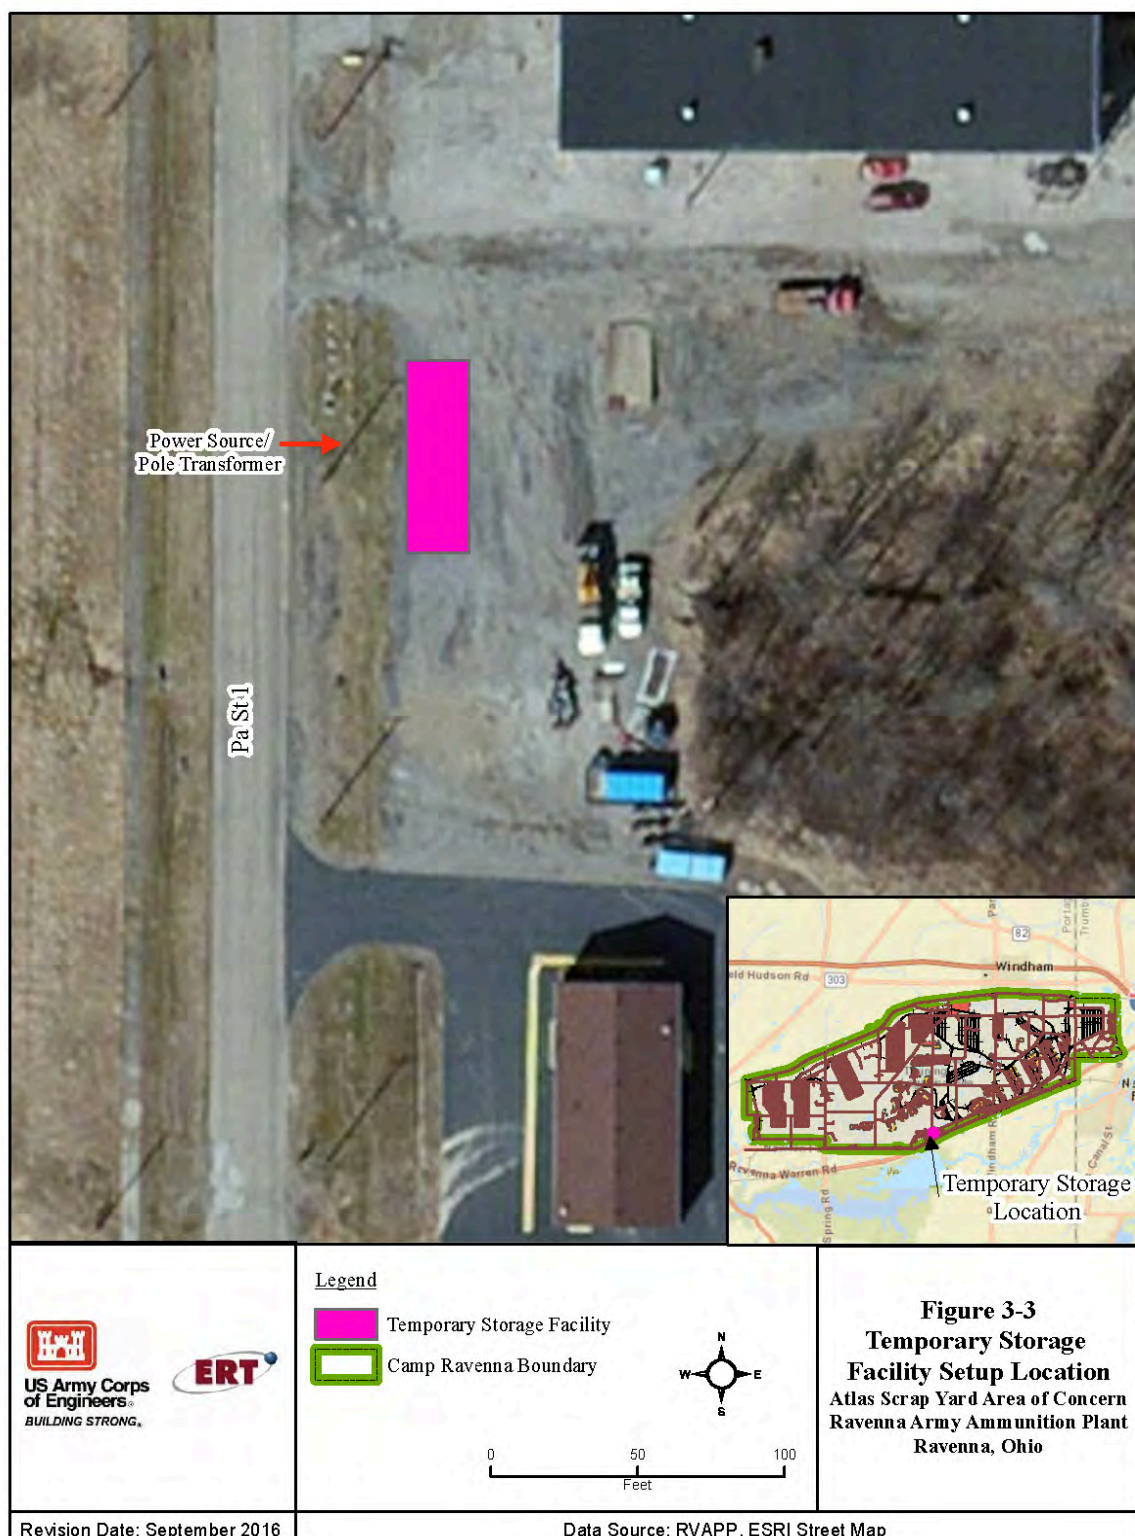 Power Source/
Pole Transformer
Pa St 1
82
Windham
303
Ravenna Warren Rd
Spring Rd
Canal St
Temporary Storage
Location
Legend
Temporary Storage Facility
Camp Ravenna Boundary
N
W E
S
0 50 100
Feet
US Army Corps
of Engineers®
BUILDING STRONG®
ERT
Figure 3-3
Temporary Storage
Facility Setup Location
Atlas Scrap Yard Area of Concern
Ravenna Army Ammunition Plant
Ravenna, Ohio
Revision Date: September 2016
Data Source: RVAPP, ESRI Street Map